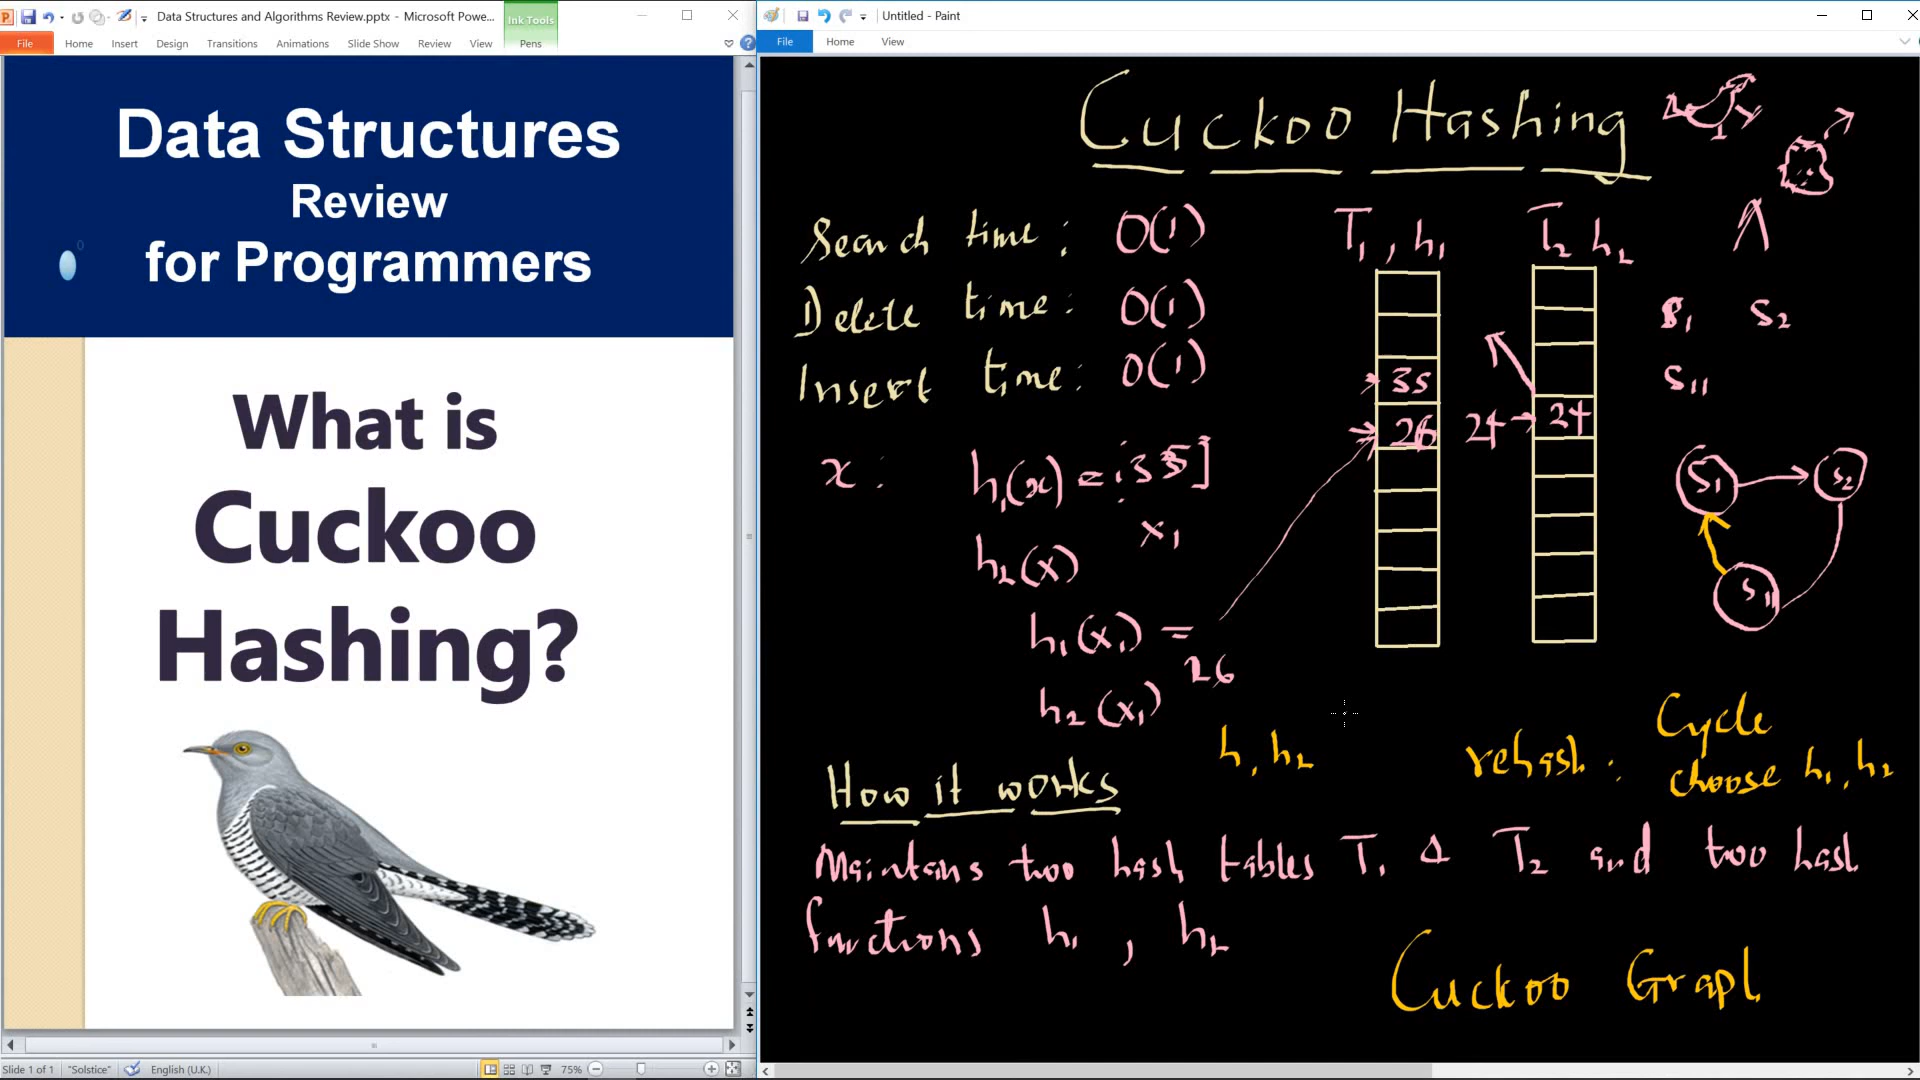 Data Structures and Algorithms Review.pptx - Microsoft Powe...
Ink Tools
File Home Insert Design Transitions Animations Slide Show Review View Pens
Data Structures
Review
for Programmers
What is
Cuckoo
Hashing?
Slide 1 of 1 "Solstice" English (U.K.) 75%
Untitled - Paint
File Home View
Cuckoo Hashing
Search time: O(1)
Delete time: O(1)
Insert time: O(1)
T1, h1 T2 h2
35
26 24 24
S1 S2
S11
x: h1(x) =
x1
h2(x)
h1(x1) =
26
h2(x1)
S1 S2
S11
h1 h2
rehash: Cycle
choose h1, h2
How it works
Maintains two hash tables T1 & T2 and two hash
functions h1, h2
Cuckoo Graph